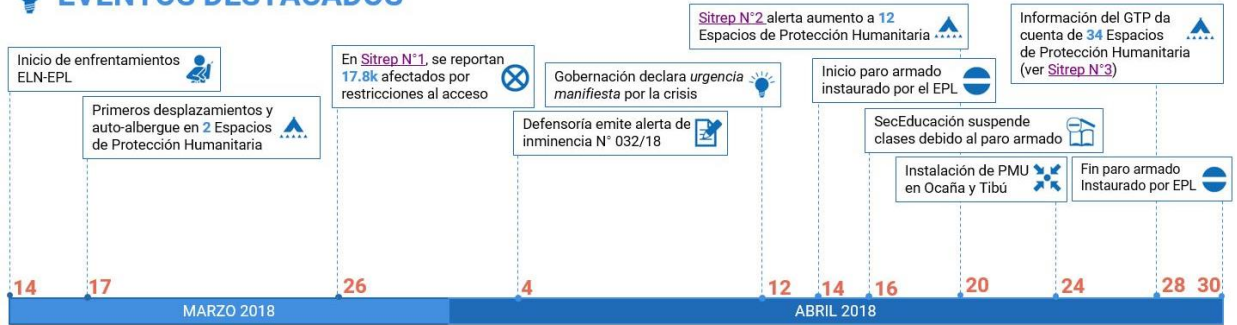 EVENTOS DESTACADOS
Inicio de enfrentamientos
ELN-EPL
Primeros desplazamientos y
auto-albergue en 2 Espacios
de Protección Humanitaria
En Sitrep N°1, se reportan
17.8k afectados por
restricciones al acceso
Defensoría emite alerta de
inminencia N° 032/18
Gobernación declara urgencia
manifiesta por la crisis
Sitrep N°2 alerta aumento a 12
Espacios de Protección Humanitaria
Inicio paro armado
instaurado por el EPL
SecEducación suspende
clases debido al paro armado
Instalación de PMU
en Ocaña y Tibú
Información del GTP da
cuenta de 34 Espacios
de Protección Humanitaria
(ver Sitrep N°3)
Fin paro armado
Instaurado por EPL
14
17
26
4
12
14
16
20
24
28
30
MARZO 2018
ABRIL 2018